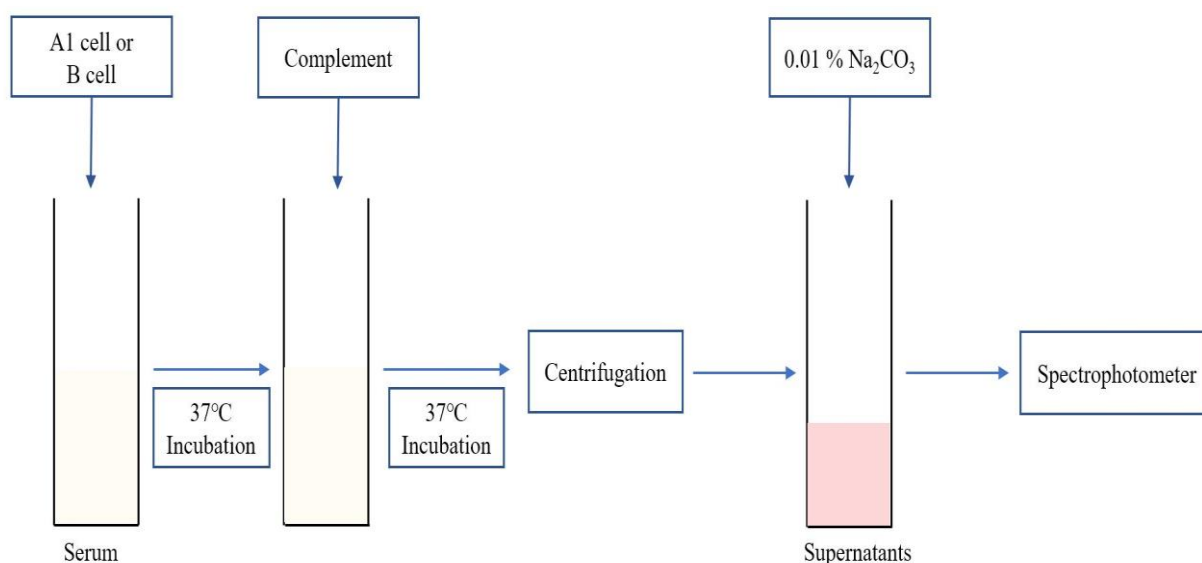 A1 cell or
B cell
Complement
0.01 % Na₂CO₃
37℃
Incubation
37℃
Incubation
Centrifugation
Spectrophotometer
Serum
Supernatants